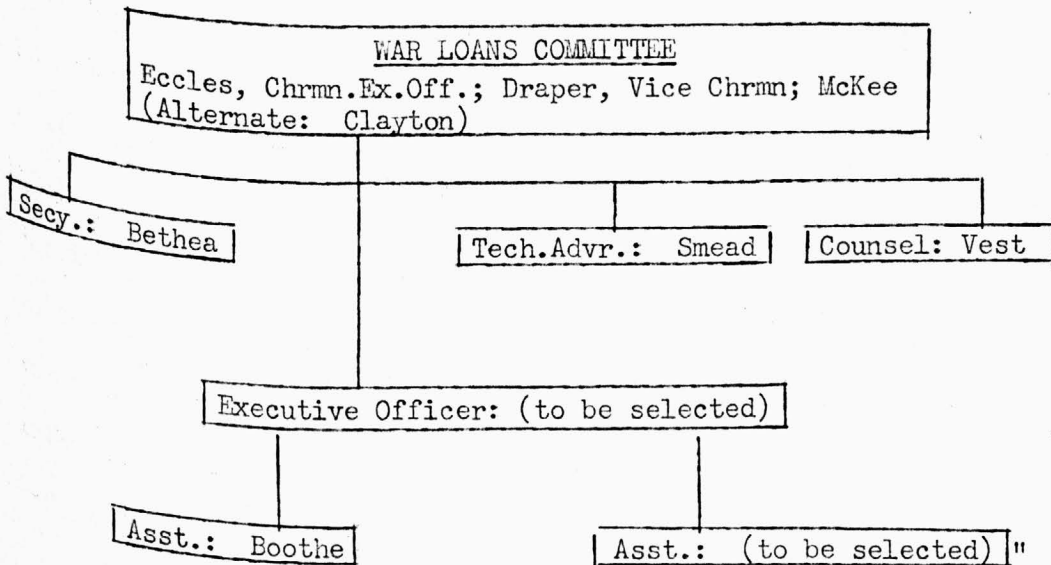 WAR LOANS COMMITTEE
Eccles, Chrmn.Ex.Off.; Draper, Vice Chrmn; McKee
(Alternate: Clayton)
Secy.: Bethea
Tech.Advr.: Smead
Counsel: Vest
Executive Officer: (to be selected)
Asst.: Boothe
Asst.: (to be selected) "